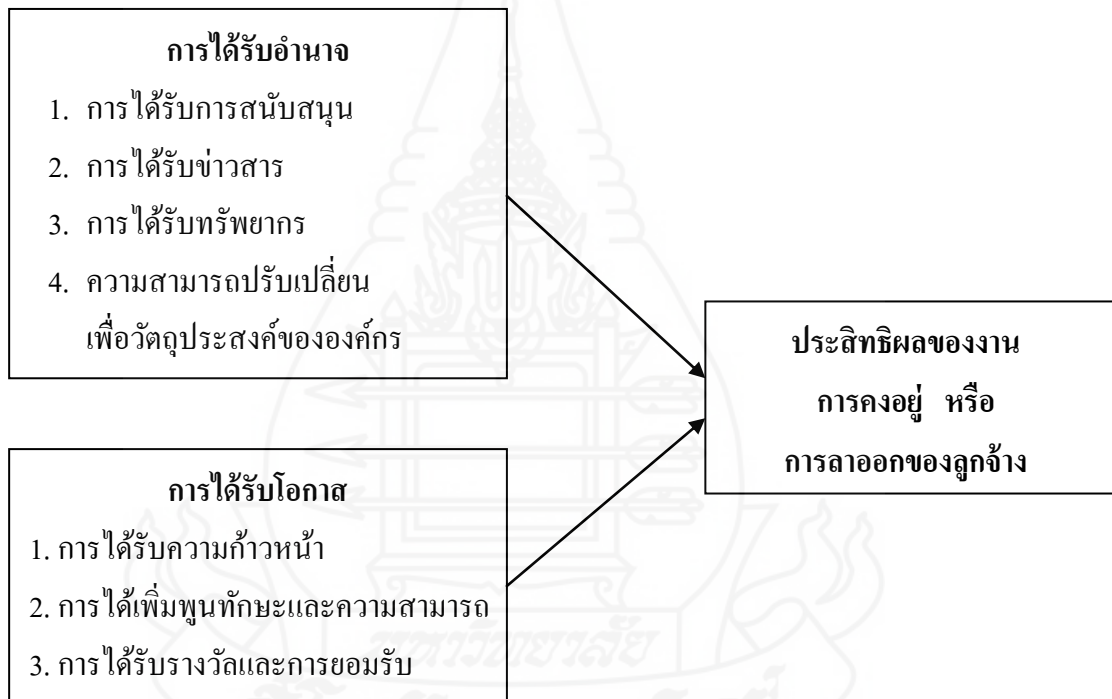 การได้รับอำนาจ
1. การได้รับการสนับสนุน
2. การได้รับข่าวสาร
3. การได้รับทรัพยากร
4. ความสามารถปรับเปลี่ยน
เพื่อวัตถุประสงค์ขององค์กร
ประสิทธิผลของงาน
การคงอยู่ หรือ
การลาออกของลูกจ้าง
การได้รับโอกาส
1. การได้รับความก้าวหน้า
2. การได้เพิ่มพูนทักษะและความสามารถ
3. การได้รับรางวัลและการยอมรับ
มหาวิทยาลัย